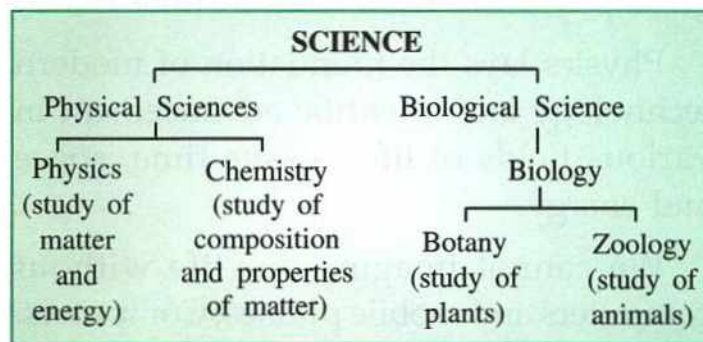 SCIENCE
Physical Sciences
Biological Science
Physics
(study of
matter
and
energy)
Chemistry
(study of
composition
and properties
of matter)
Biology
Botany
(study of
plants)
Zoology
(study of
animals)